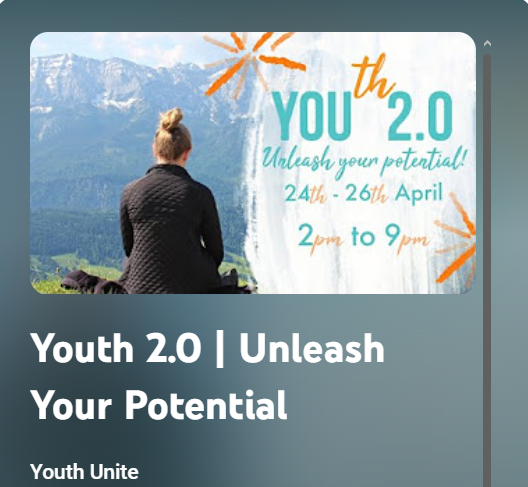 YOUth 2.0
Unleash your potential!
24th - 26th April
2pm to 9pm
Youth 2.0 | Unleash
Your Potential
Youth Unite